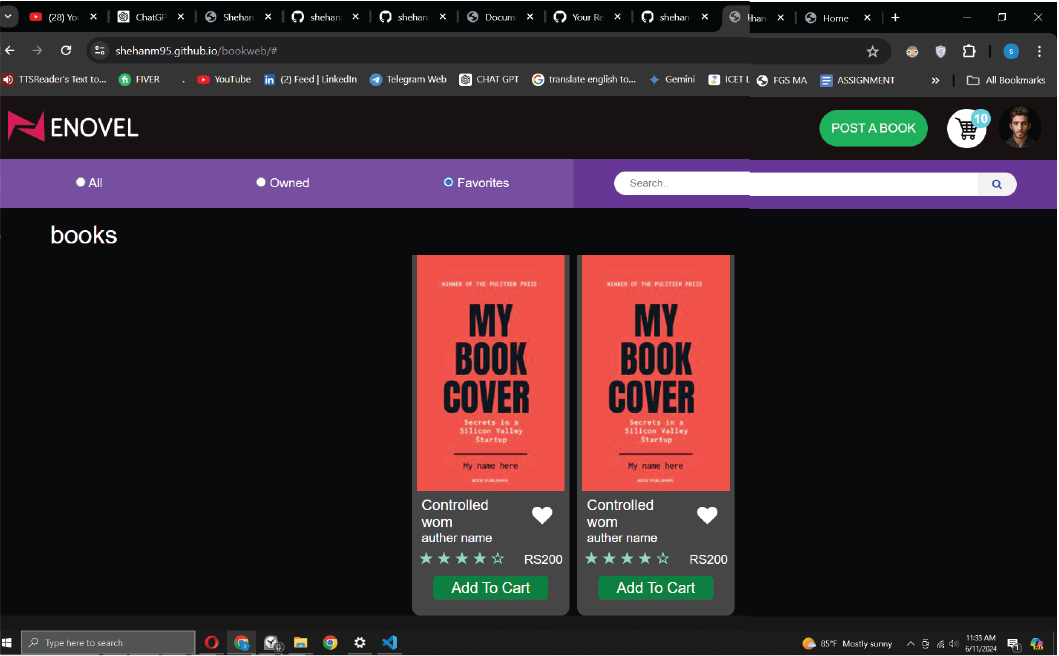 (28) Yo
ChatGP
Shehan
shehan
shehan
Docum
Your Re
shehan
Home
shehanm95.github.io/bookweb/#
TTSReader's Text to...
FIVER
.
YouTube
(2) Feed | LinkedIn
Telegram Web
CHAT GPT
translate english to...
Gemini
ICET L
FGS MA
ASSIGNMENT
»
All Bookmarks
ENOVEL
POST A BOOK
10
All
Owned
Favorites
Search..
books
WINNER OF THE PULITZER PRIZE
MY
BOOK
COVER
Secrets in a
Silicon Valley
Startup
My name here
BOOK PUBLISHER
Controlled
wom
auther name
RS200
Add To Cart
WINNER OF THE PULITZER PRIZE
MY
BOOK
COVER
Secrets in a
Silicon Valley
Startup
My name here
BOOK PUBLISHER
Controlled
wom
auther name
RS200
Add To Cart
Type here to search
85°F Mostly sunny
11:33 AM
6/11/2024